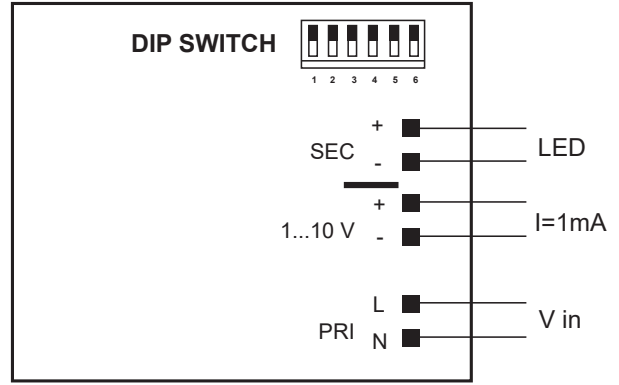 DIP SWITCH
1 2 3 4 5 6
+
SEC
-
LED
+
1...10 V
-
I=1mA
L
PRI
N
V in